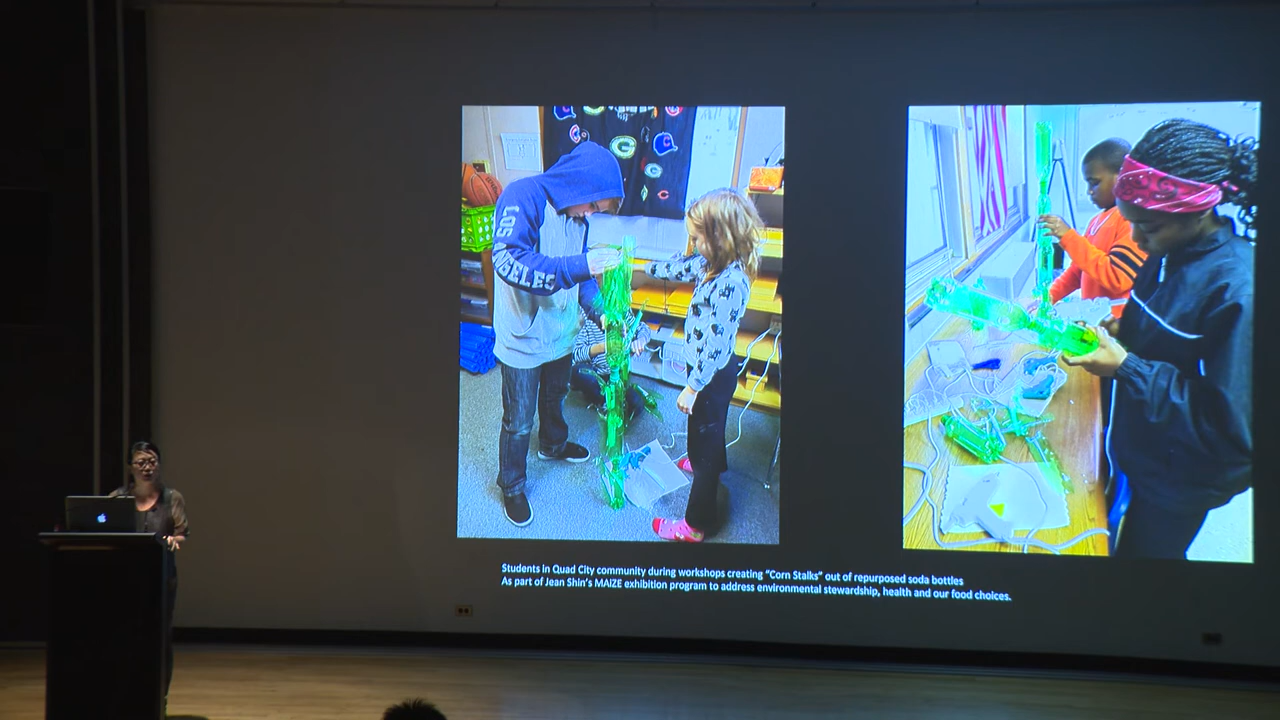 LOS
ANGELES
Students in Quad City community during workshops creating "Corn Stalks" out of repurposed soda bottles
As part of Jean Shin's MAIZE exhibition program to address environmental stewardship, health and our food choices.